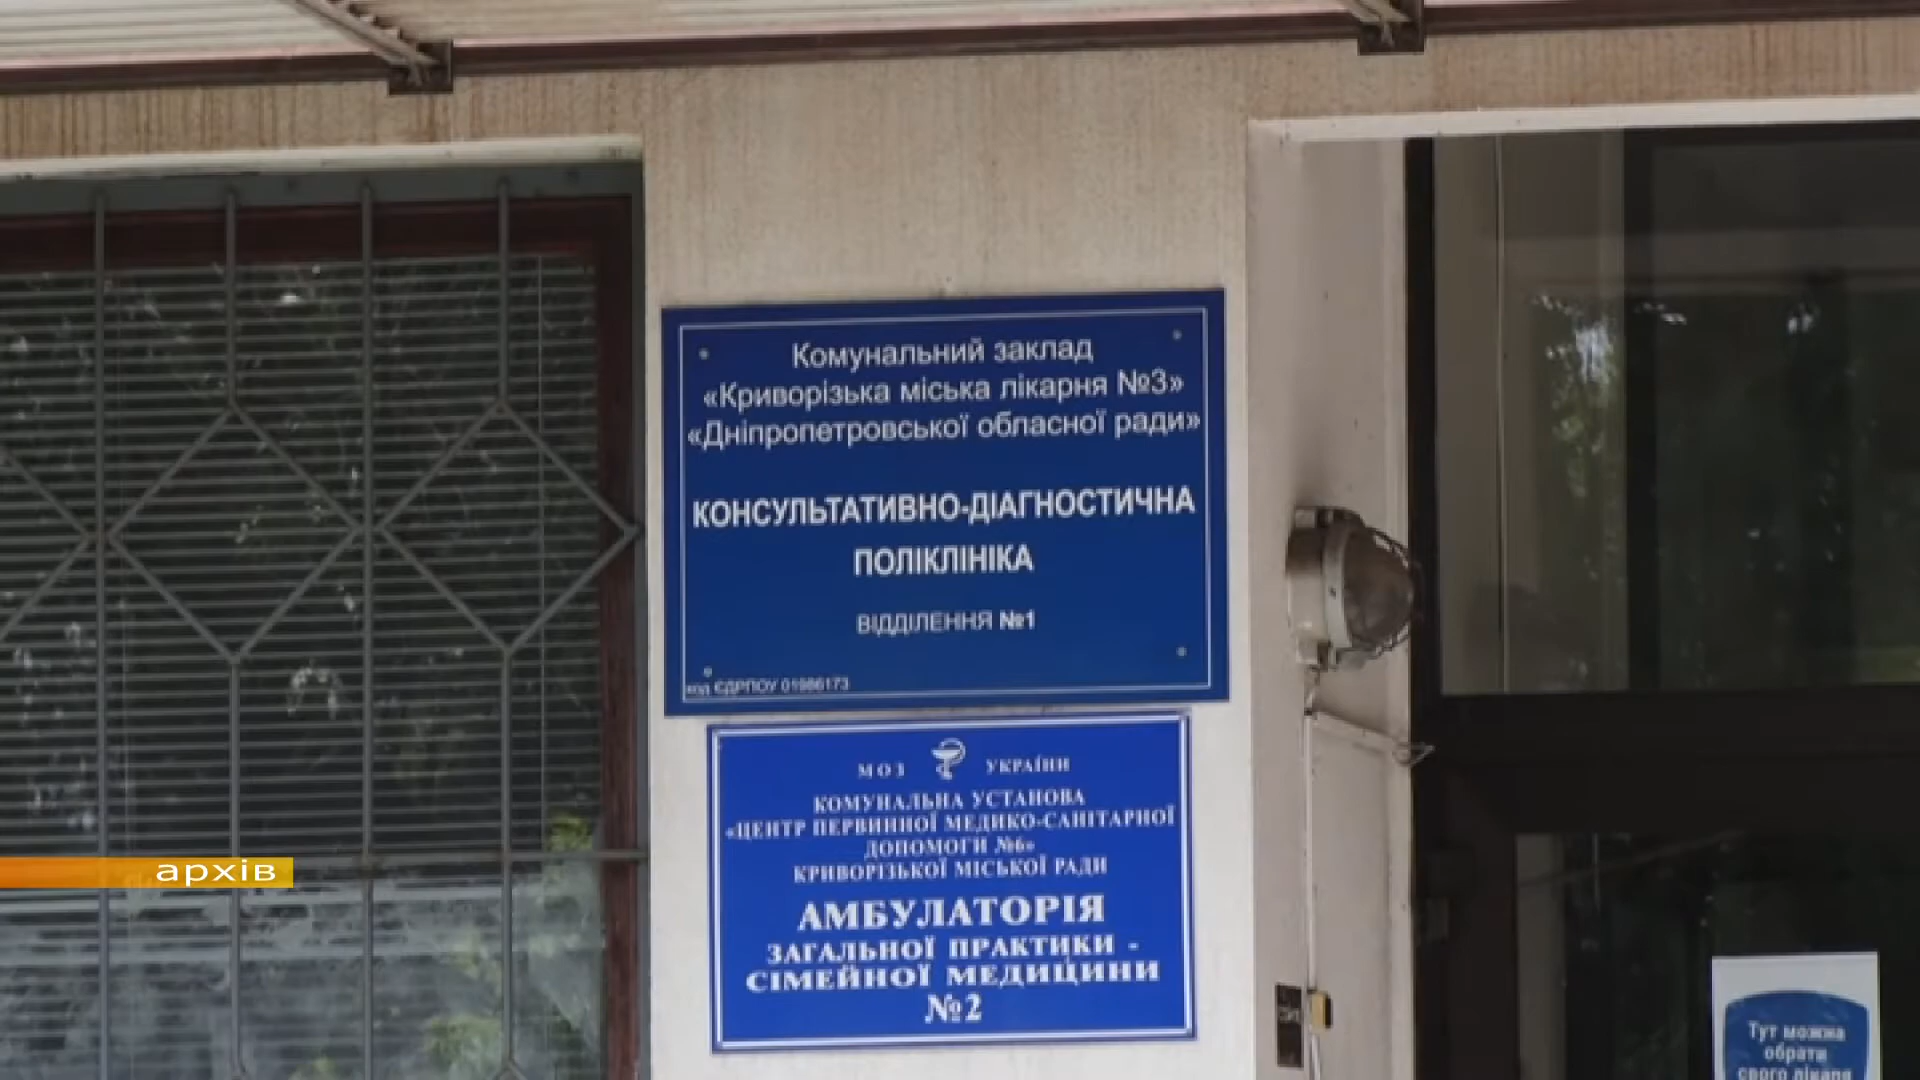 Комунальний заклад
«Криворізька міська лікарня №3»
«Дніпропетровської обласної ради»
КОНСУЛЬТАТИВНО-ДІАГНОСТИЧНА
ПОЛІКЛІНІКА
ВІДДІЛЕННЯ №1
код ЄДРПОУ 01986173
МОЗ УКРАЇНИ
КОМУНАЛЬНА УСТАНОВА
«ЦЕНТР ПЕРВИННОЇ МЕДИКО-САНІТАРНОЇ
ДОПОМОГИ №6»
КРИВОРІЗЬКОЇ МІСЬКОЇ РАДИ
АМБУЛАТОРІЯ
ЗАГАЛЬНОЇ ПРАКТИКИ -
СІМЕЙНОЇ МЕДИЦИНИ
№2
архів
Тут можна
обрати
свого лікаря